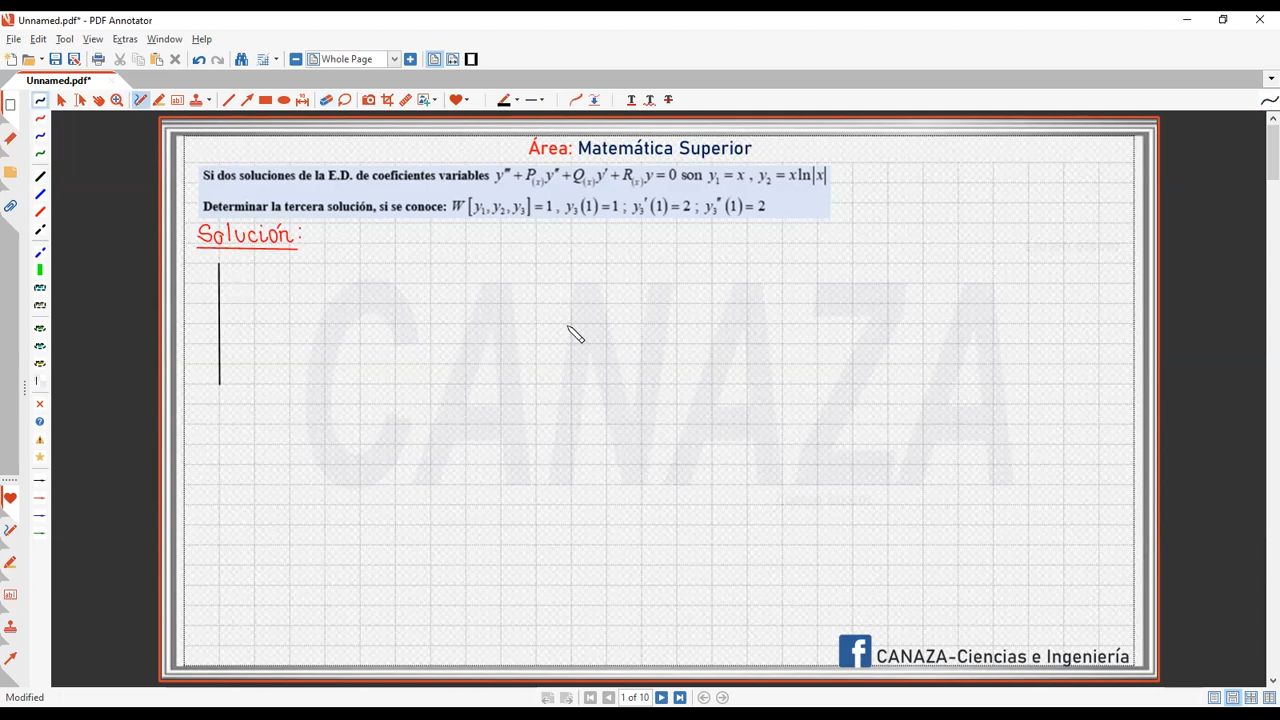 Unnamed.pdf* - PDF Annotator
File Edit Tool View Extras Window Help
New Whole Page
Unnamed.pdf*
Área: Matemática Superior
Si dos soluciones de la E.D. de coeficientes variables y''' + P(x)y'' + Q(x)y' + R(x)y = 0 son y₁ = x , y₂ = x ln|x|
Determinar la tercera solución, si se conoce: W[y₁, y₂, y₃] = 1 , y₃(1) = 1 ; y₃'(1) = 2 ; y₃''(1) = 2
Solución:
CANAZA
CANAZA-Ciencias e Ingeniería
Modified
1 of 10